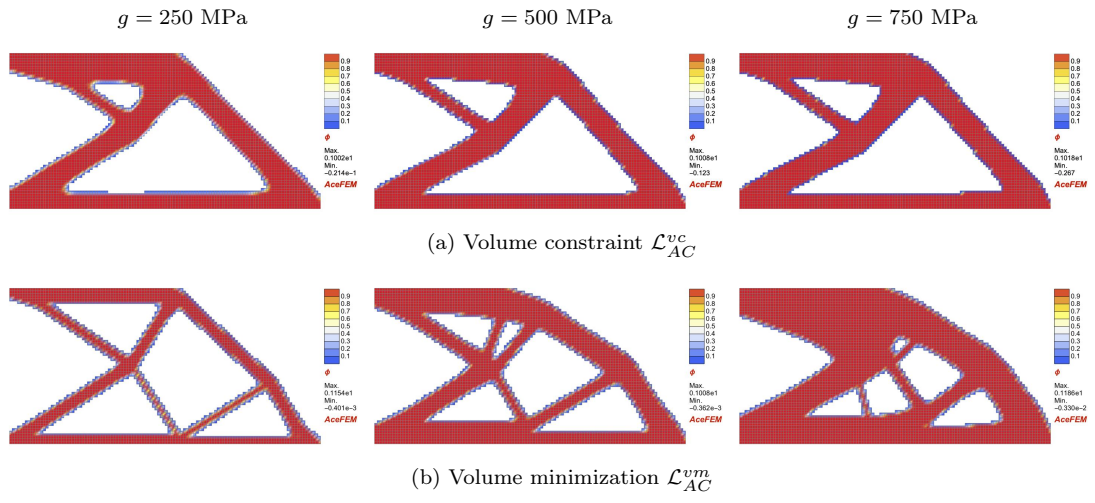 g = 250 MPa
g = 500 MPa
g = 750 MPa
0.9
0.8
0.7
0.6
0.5
0.4
0.3
0.2
0.1
ϕ
Max.
0.1002e1
Min.
−0.214e−1
AceFEM
0.9
0.8
0.7
0.6
0.5
0.4
0.3
0.2
0.1
ϕ
Max.
0.1008e1
Min.
−0.123
AceFEM
0.9
0.8
0.7
0.6
0.5
0.4
0.3
0.2
0.1
ϕ
Max.
0.1018e1
Min.
−0.267
AceFEM
(a) Volume constraint ℒ_{AC}^{vc}
0.9
0.8
0.7
0.6
0.5
0.4
0.3
0.2
0.1
ϕ
Max.
0.1154e1
Min.
−0.401e−3
AceFEM
0.9
0.8
0.7
0.6
0.5
0.4
0.3
0.2
0.1
ϕ
Max.
0.1008e1
Min.
−0.362e−3
AceFEM
0.9
0.8
0.7
0.6
0.5
0.4
0.3
0.2
0.1
ϕ
Max.
0.1186e1
Min.
−0.330e−2
AceFEM
(b) Volume minimization ℒ_{AC}^{vm}